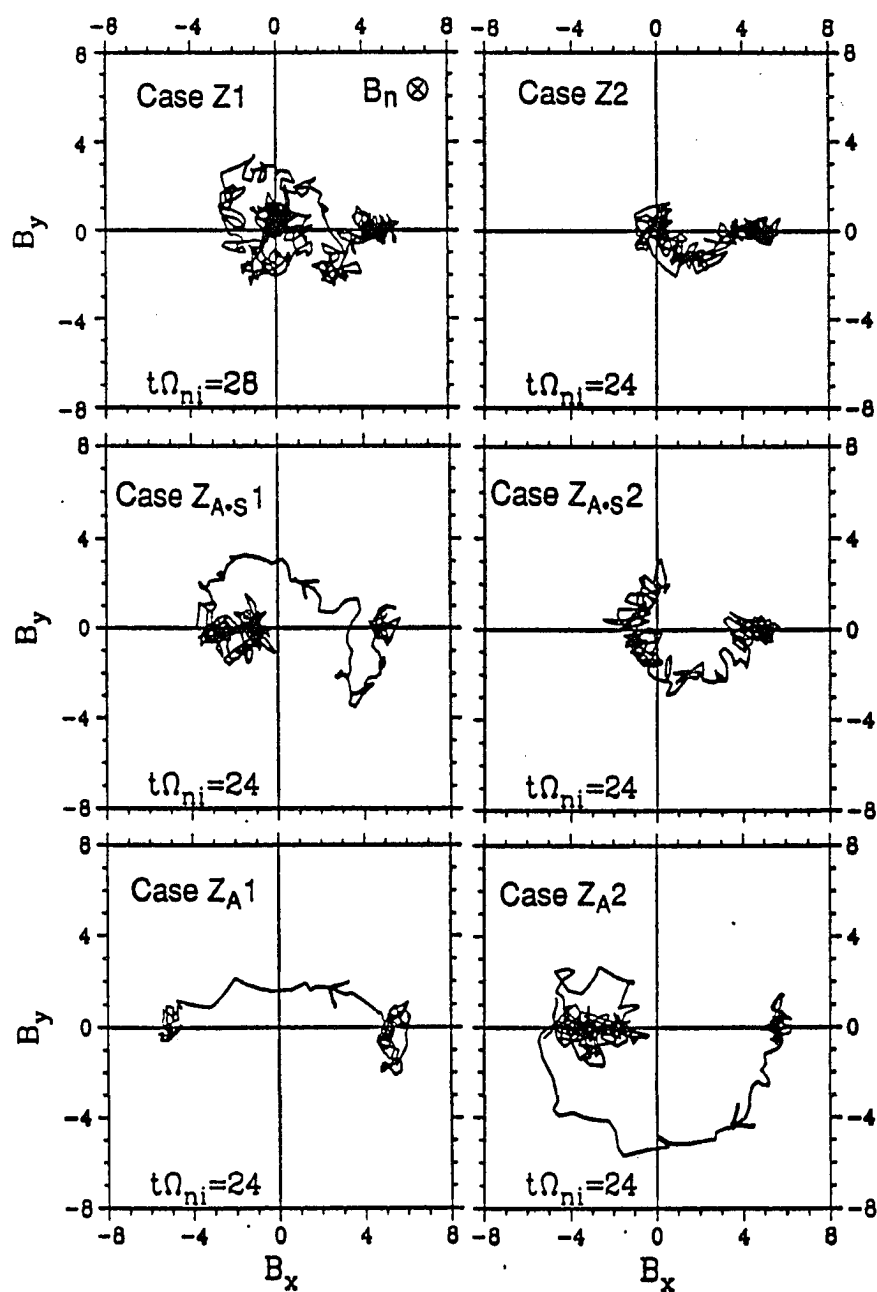 -8 -4 0 4 8 -8 -4 0 4 8
8 8
Case Z1 Bn ⊗ Case Z2
4 4
By 0 0
-4 -4
tΩni=28 tΩni=24
-8 -8
8 8
Case ZA•S1 Case ZA•S2
4 4
By 0 0
-4 -4
tΩni=24 tΩni=24
-8 -8
8 8
Case ZA1 Case ZA2
4 4
By 0 0
-4 -4
tΩni=24 tΩni=24
-8 -8
-8 -4 0 4 8 -8 -4 0 4 8
Bx Bx